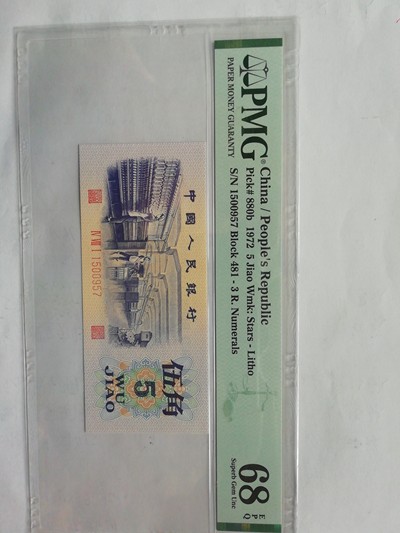 PMG
PAPER MONEY GUARANTY
China / People's Republic
Pick# 880b 1972 5 Jiao Wmk: Stars - Litho
S/N 1500957 Block 481 - 3 R. Numerals
68 EPQ
Superb Gem Unc
中國人民銀行
1500957
伍角
5
WU
JIAO